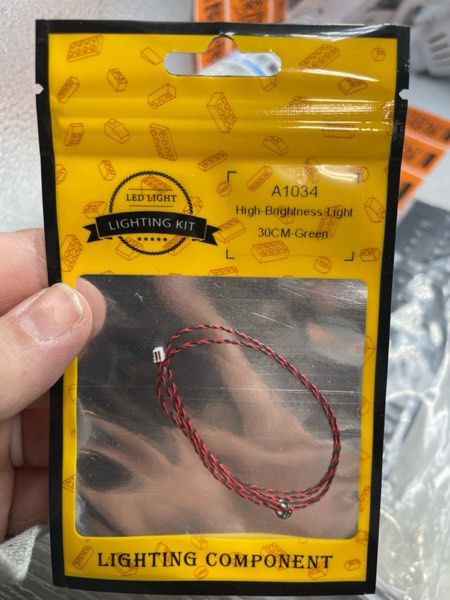 LED LIGHT
LIGHTING KIT
A1034
High-Brightness Light
30CM-Green
LIGHTING COMPONENT